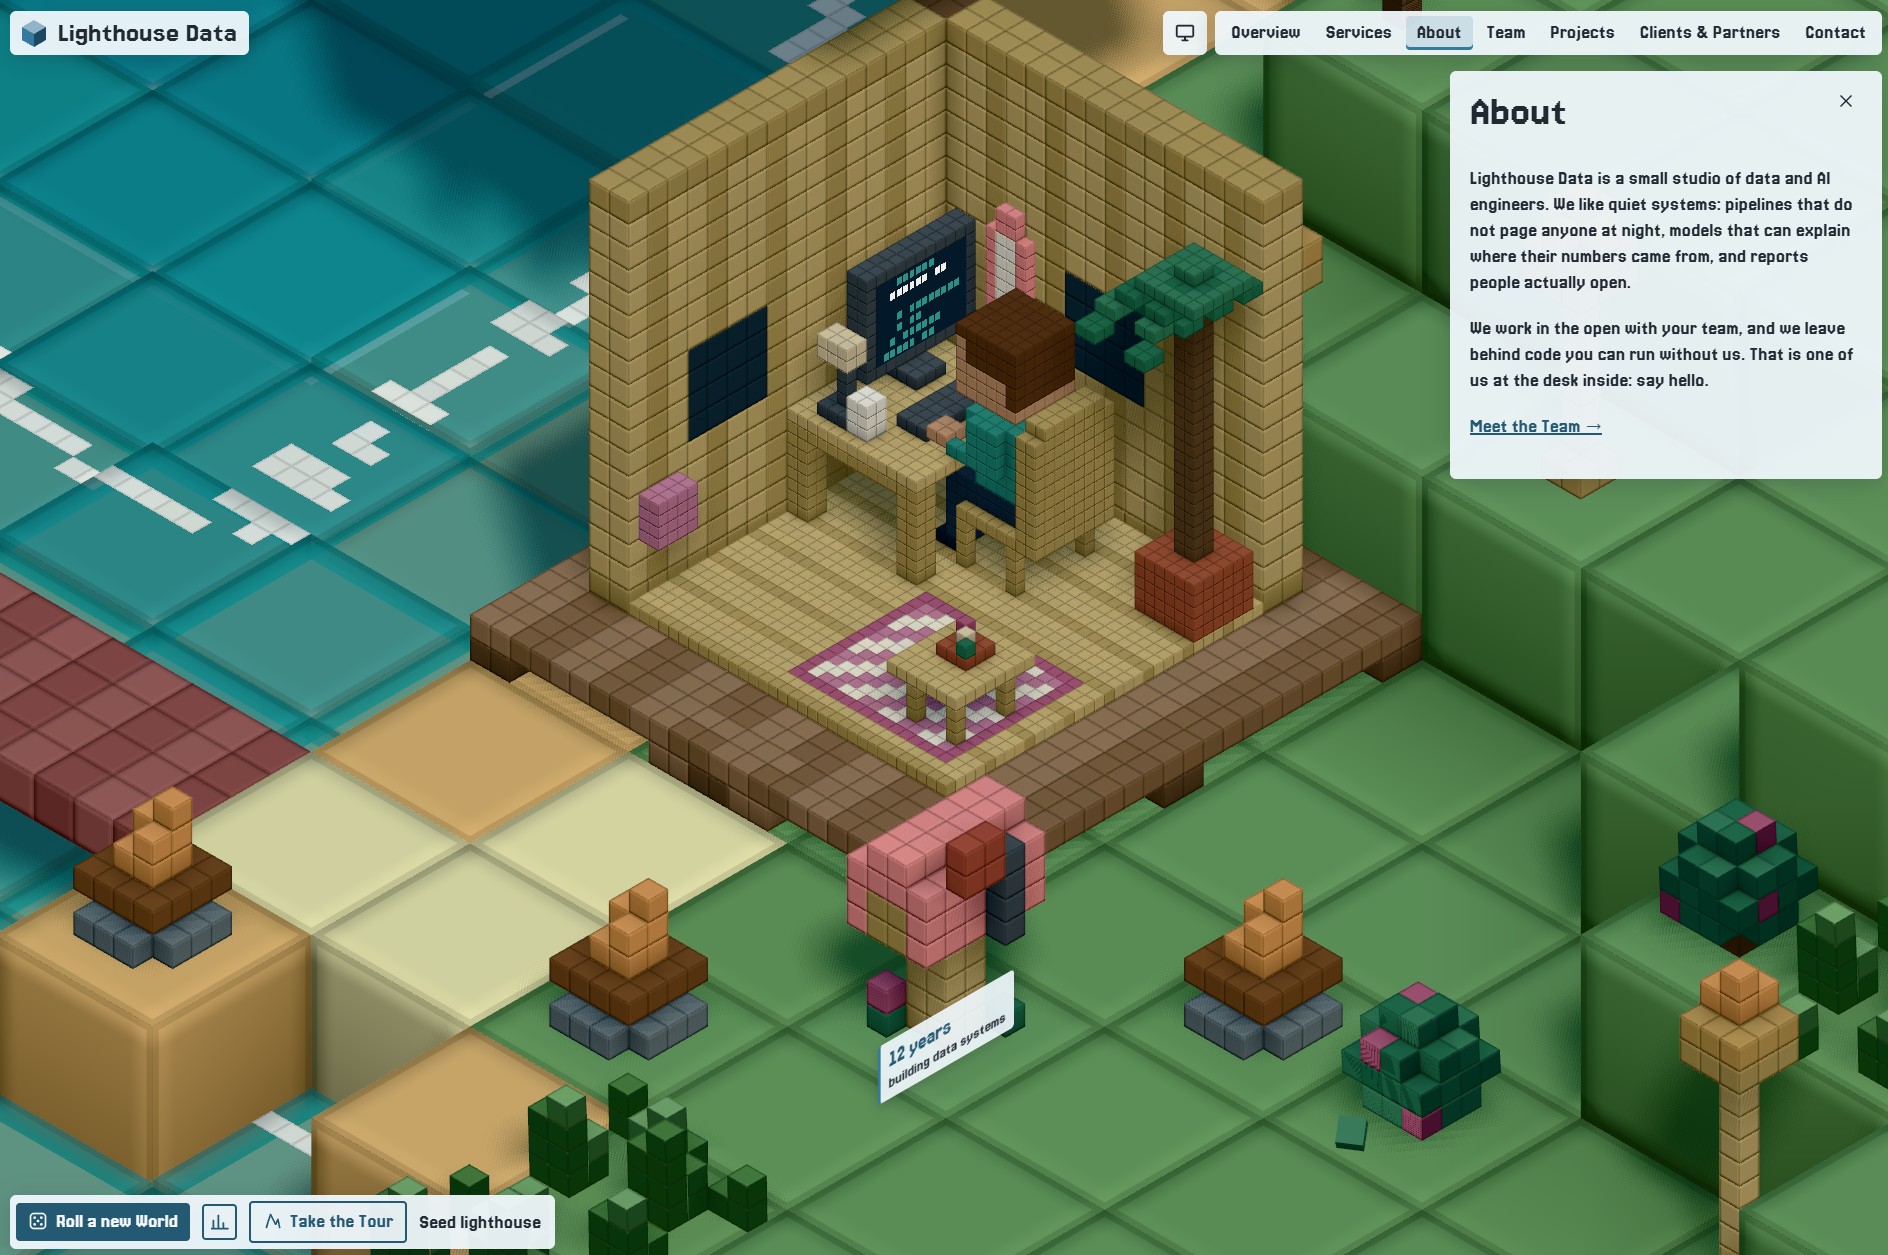 Lighthouse Data
Overview Services About Team Projects Clients & Partners Contact
About
Lighthouse Data is a small studio of data and AI
engineers. We like quiet systems: pipelines that do
not page anyone at night, models that can explain
where their numbers came from, and reports
people actually open.
We work in the open with your team, and we leave
behind code you can run without us. That is one of
us at the desk inside: say hello.
Meet the Team →
12 years
building data systems
Roll a new World
Take the Tour
Seed lighthouse